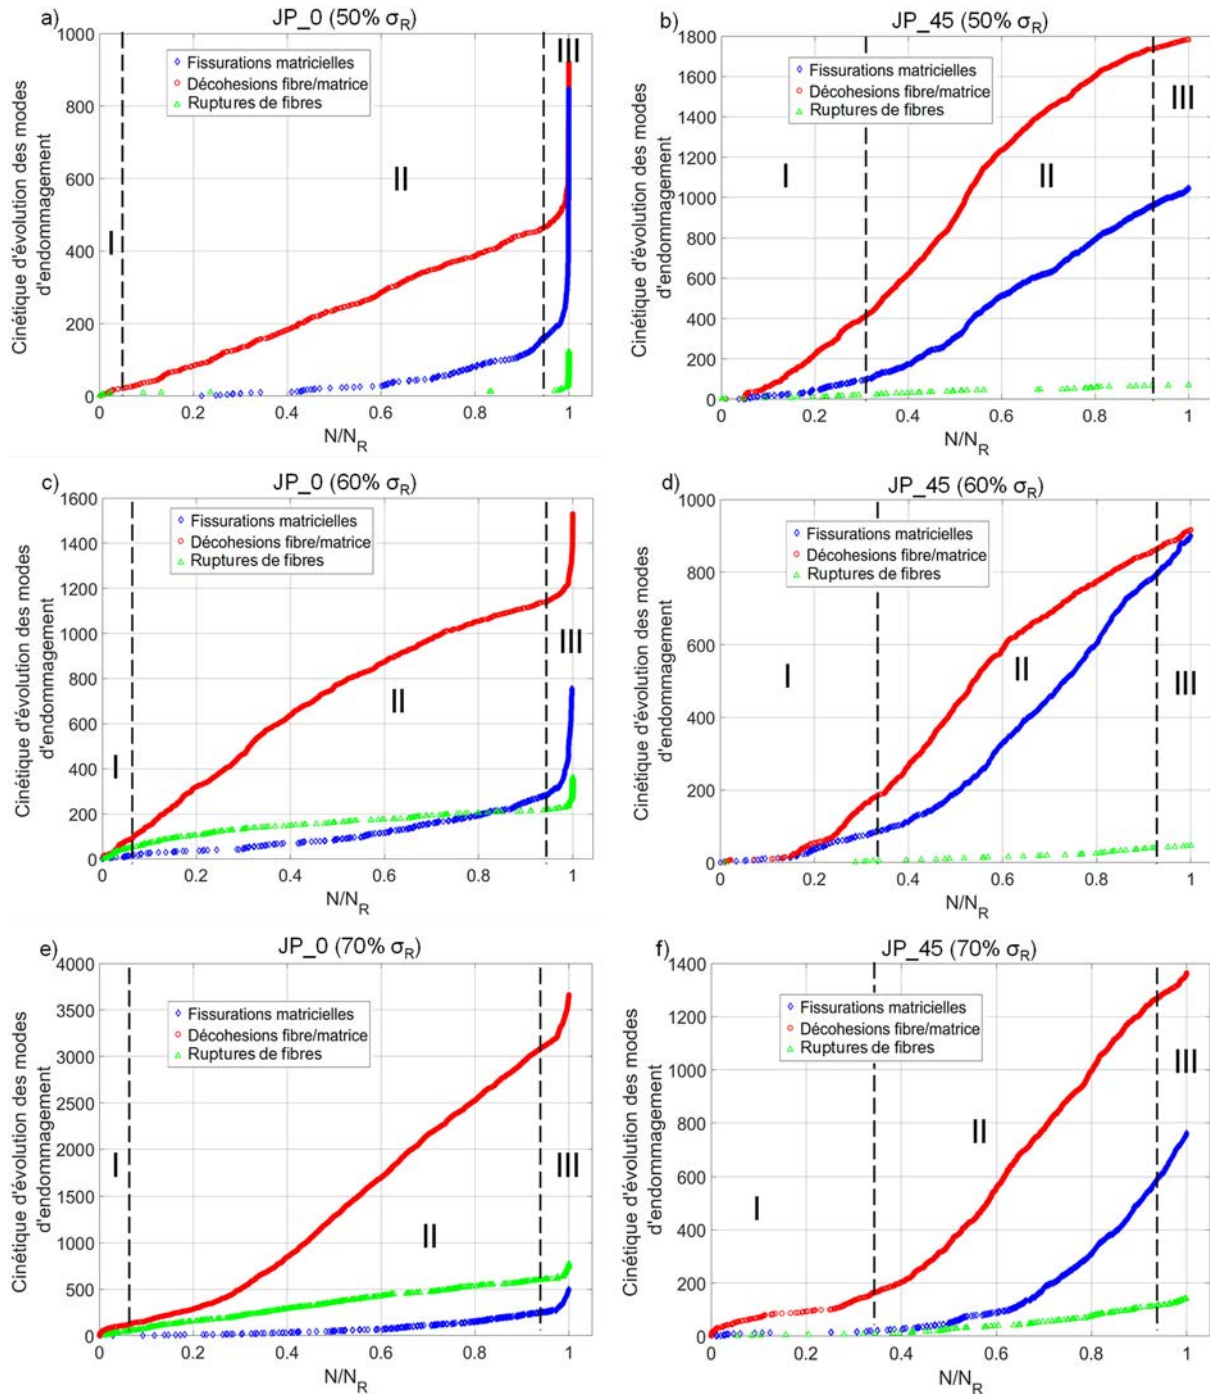 a)
JP_0 (50% σR)
1000
800
600
400
200
0
0
0.2
0.4
0.6
0.8
1
Fissurations matricielles
Décohesions fibre/matrice
Ruptures de fibres
I
II
III
Cinétique d'évolution des modes
d'endommagement
N/NR
b)
JP_45 (50% σR)
1800
1600
1400
1200
1000
800
600
400
200
0
0
0.2
0.4
0.6
0.8
1
Fissurations matricielles
Décohesions fibre/matrice
Ruptures de fibres
I
II
III
Cinétique d'évolution des modes
d'endommagement
N/NR
c)
JP_0 (60% σR)
1600
1400
1200
1000
800
600
400
200
0
0
0.2
0.4
0.6
0.8
1
Fissurations matricielles
Décohesions fibre/matrice
Ruptures de fibres
I
II
III
Cinétique d'évolution des modes
d'endommagement
N/NR
d)
JP_45 (60% σR)
1000
800
600
400
200
0
0
0.2
0.4
0.6
0.8
1
Fissurations matricielles
Décohesions fibre/matrice
Ruptures de fibres
I
II
III
Cinétique d'évolution des modes
d'endommagement
N/NR
e)
JP_0 (70% σR)
4000
3500
3000
2500
2000
1500
1000
500
0
0
0.2
0.4
0.6
0.8
1
Fissurations matricielles
Décohesions fibre/matrice
Ruptures de fibres
I
II
III
Cinétique d'évolution des modes
d'endommagement
N/NR
f)
JP_45 (70% σR)
1400
1200
1000
800
600
400
200
0
0
0.2
0.4
0.6
0.8
1
Fissurations matricielles
Décohesions fibre/matrice
Ruptures de fibres
I
II
III
Cinétique d'évolution des modes
d'endommagement
N/NR